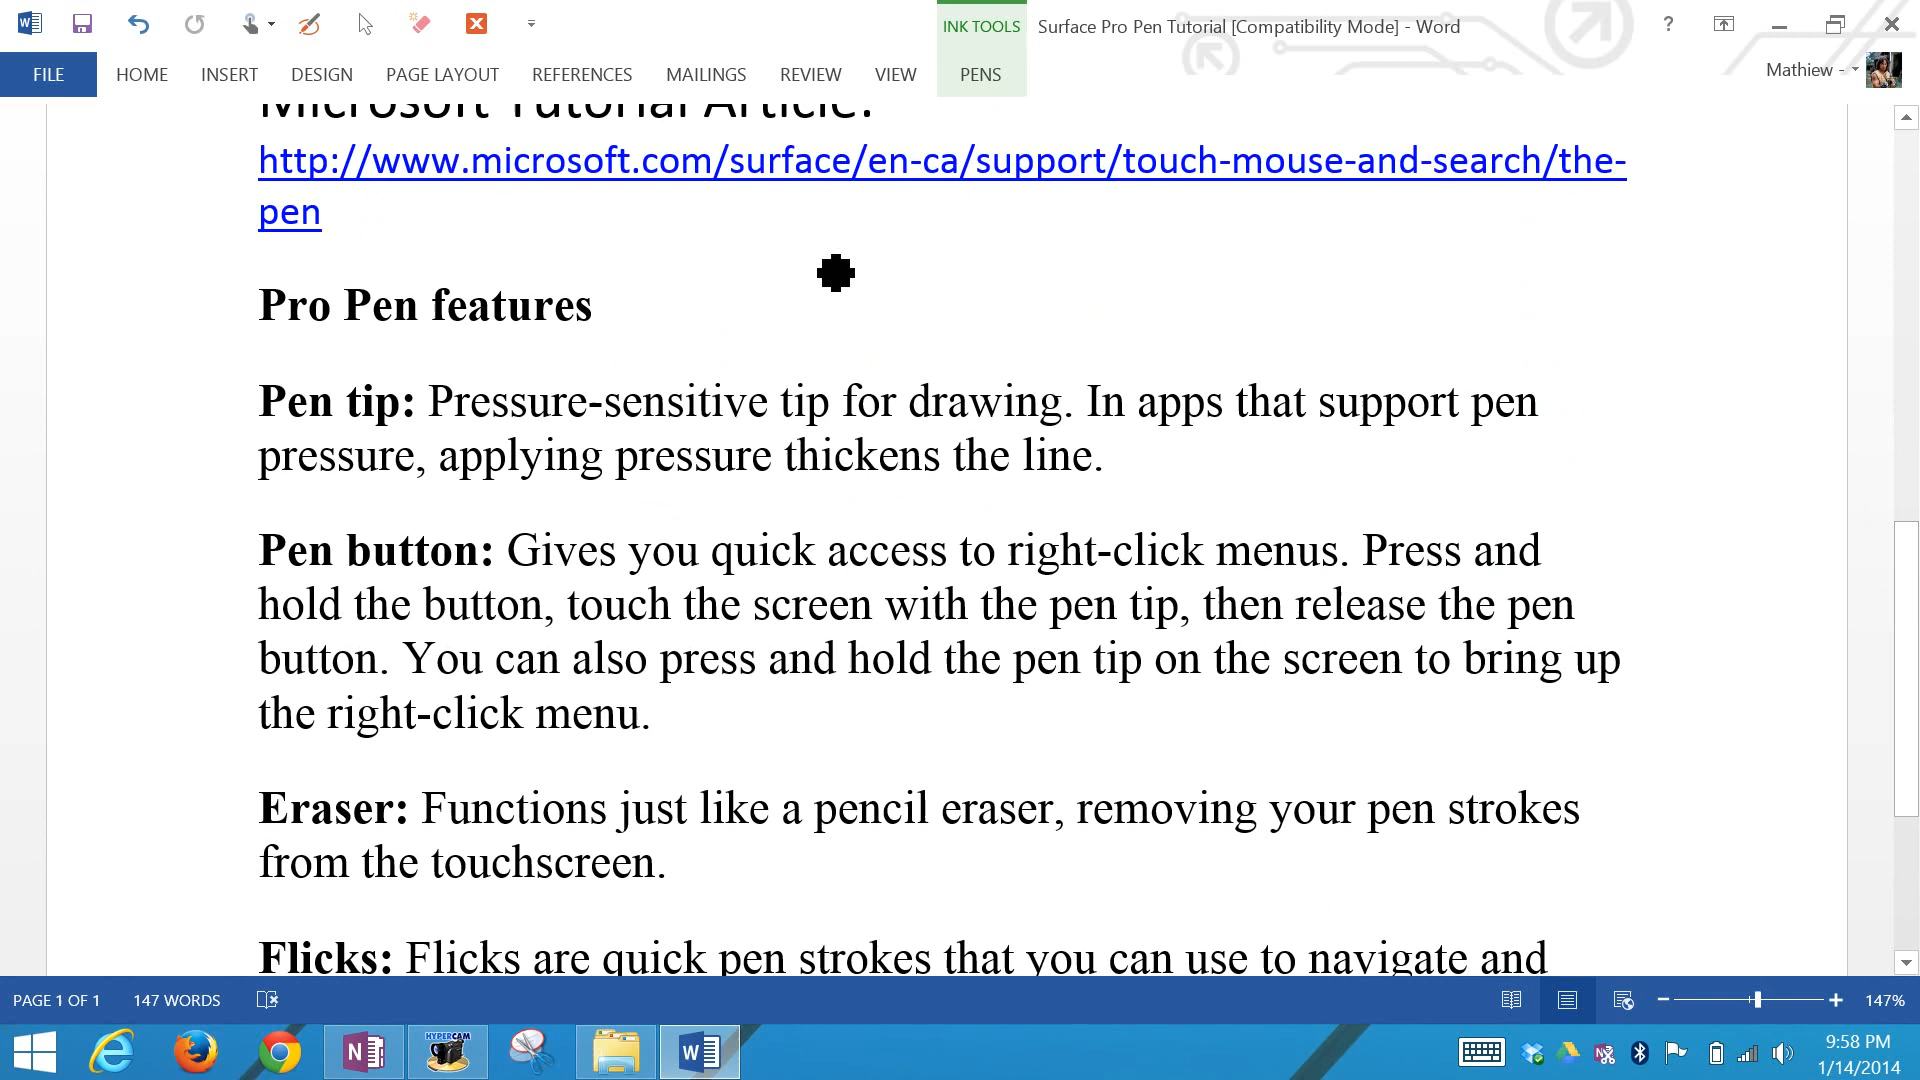 INK TOOLS
Surface Pro Pen Tutorial [Compatibility Mode] - Word
?
FILE HOME INSERT DESIGN PAGE LAYOUT REFERENCES MAILINGS REVIEW VIEW PENS
Mathiew -
Microsoft Tutorial Article:
http://www.microsoft.com/surface/en-ca/support/touch-mouse-and-search/the-
pen
Pro Pen features
Pen tip: Pressure-sensitive tip for drawing. In apps that support pen
pressure, applying pressure thickens the line.
Pen button: Gives you quick access to right-click menus. Press and
hold the button, touch the screen with the pen tip, then release the pen
button. You can also press and hold the pen tip on the screen to bring up
the right-click menu.
Eraser: Functions just like a pencil eraser, removing your pen strokes
from the touchscreen.
Flicks: Flicks are quick pen strokes that you can use to navigate and
PAGE 1 OF 1 147 WORDS 147%
HYPERCAM
9:58 PM
1/14/2014